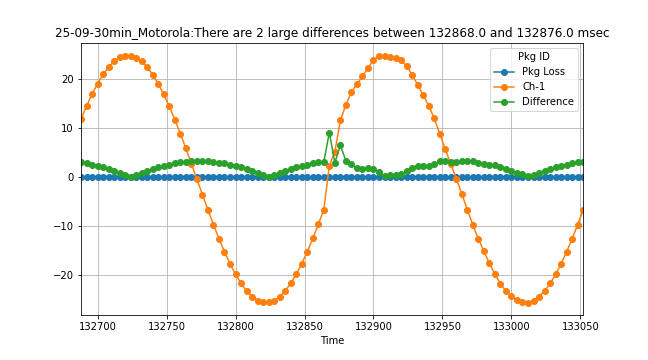 25-09-30min_Motorola:There are 2 large differences between 132868.0 and 132876.0 msec
Pkg ID
Pkg Loss
Ch-1
Difference
20
10
0
−10
−20
132700 132750 132800 132850 132900 132950 133000 133050
Time